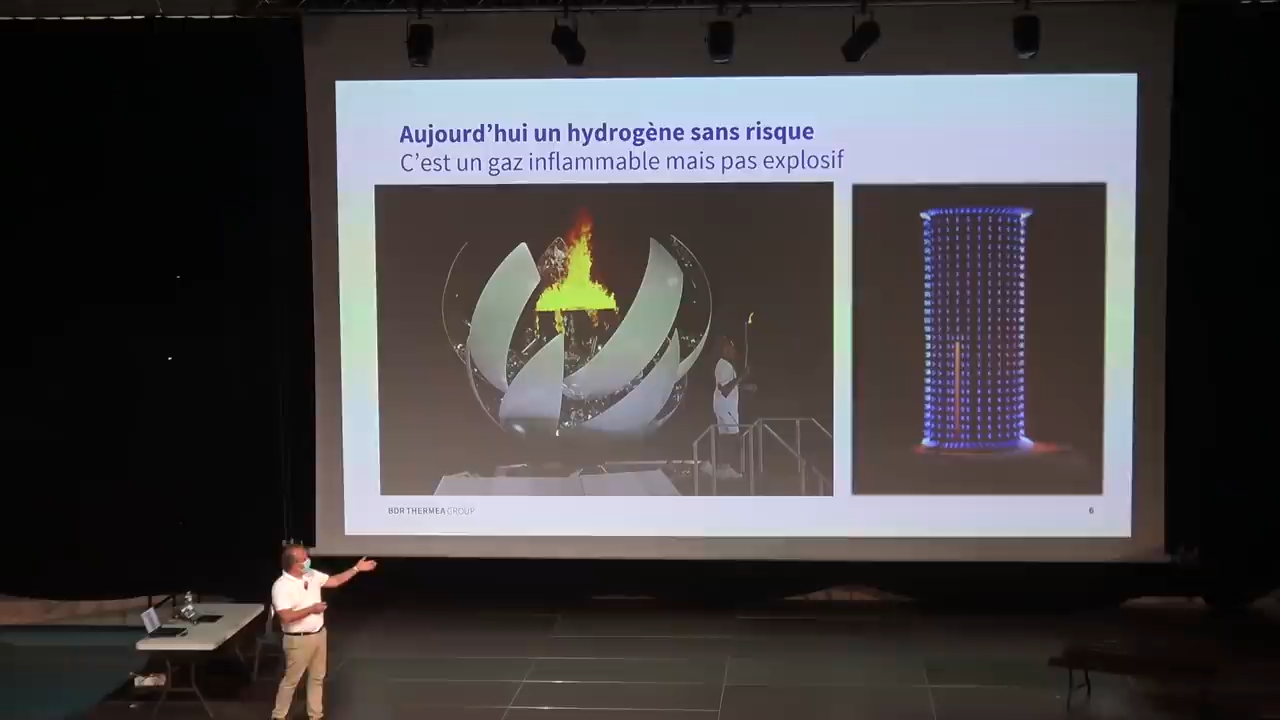 Aujourd’hui un hydrogène sans risque
C’est un gaz inflammable mais pas explosif
BDR THERMEA GROUP
6